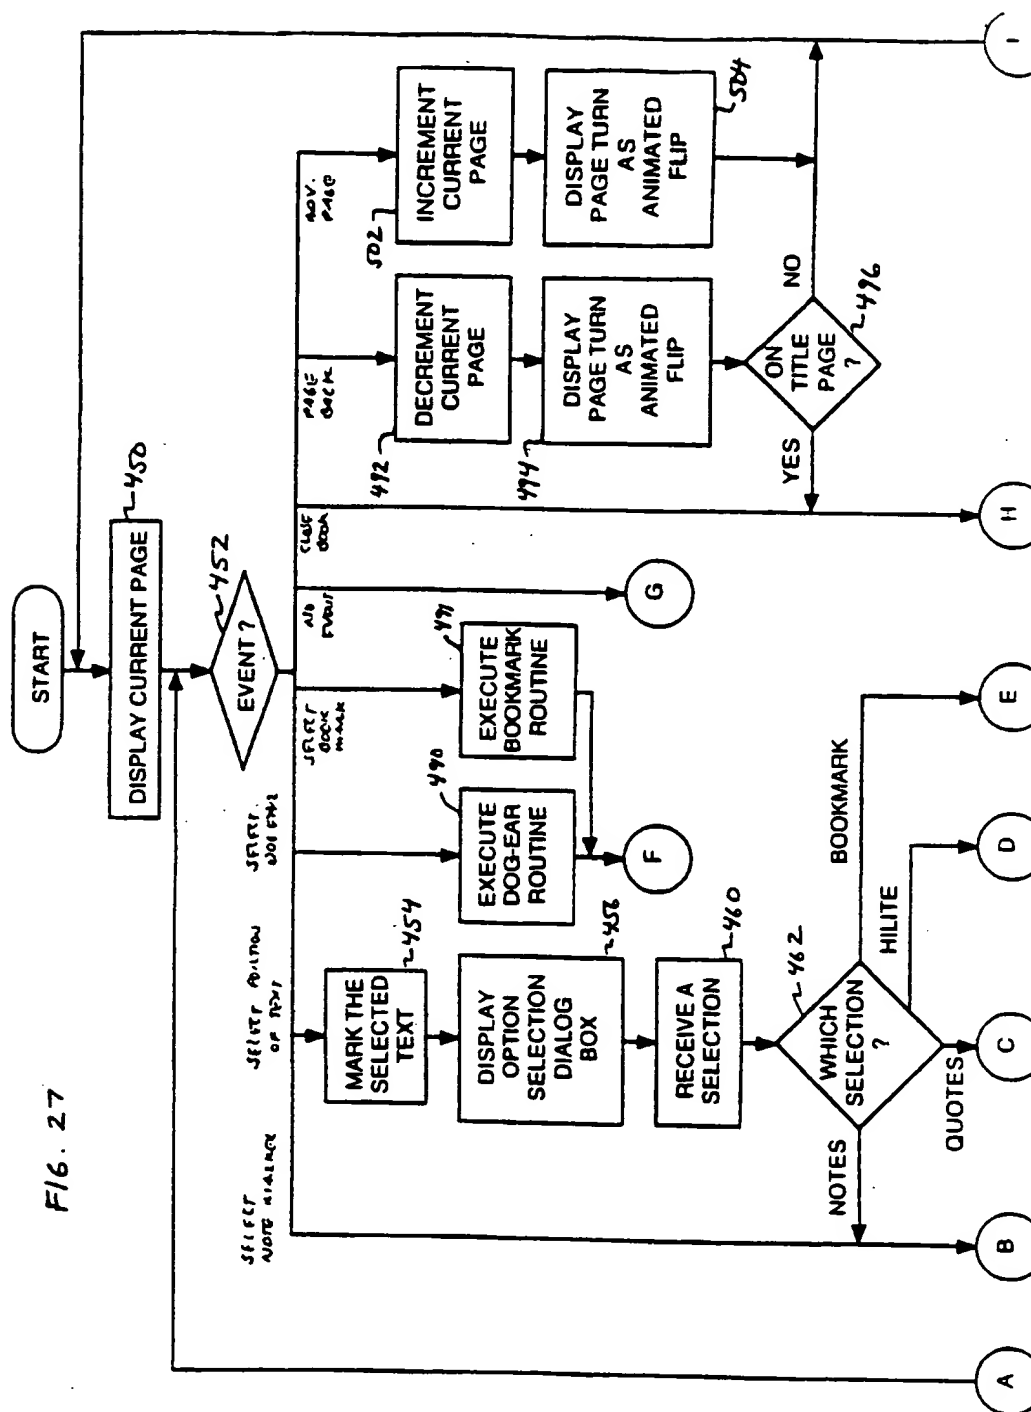 FIG. 27
START
DISPLAY CURRENT PAGE
450
EVENT ?
452
SELECT
NOTE MARKER
SELECT PORTION
OF TEXT
SELECT
DOG EAR
SELECT
BOOK
MARK
NO
EVENT
CLOSE
BOOK
PAGE
BACK
ADV.
PAGE
MARK THE
SELECTED
TEXT
454
DISPLAY
OPTION
SELECTION
DIALOG
BOX
456
RECEIVE A
SELECTION
460
WHICH
SELECTION
?
462
NOTES
QUOTES
HILITE
BOOKMARK
EXECUTE
DOG-EAR
ROUTINE
490
EXECUTE
BOOKMARK
ROUTINE
491
F
G
DECREMENT
CURRENT
PAGE
492
DISPLAY
PAGE TURN
AS
ANIMATED
FLIP
494
ON
TITLE
PAGE
?
496
YES
NO
INCREMENT
CURRENT
PAGE
502
DISPLAY
PAGE TURN
AS
ANIMATED
FLIP
504
A
B
C
D
E
H
I